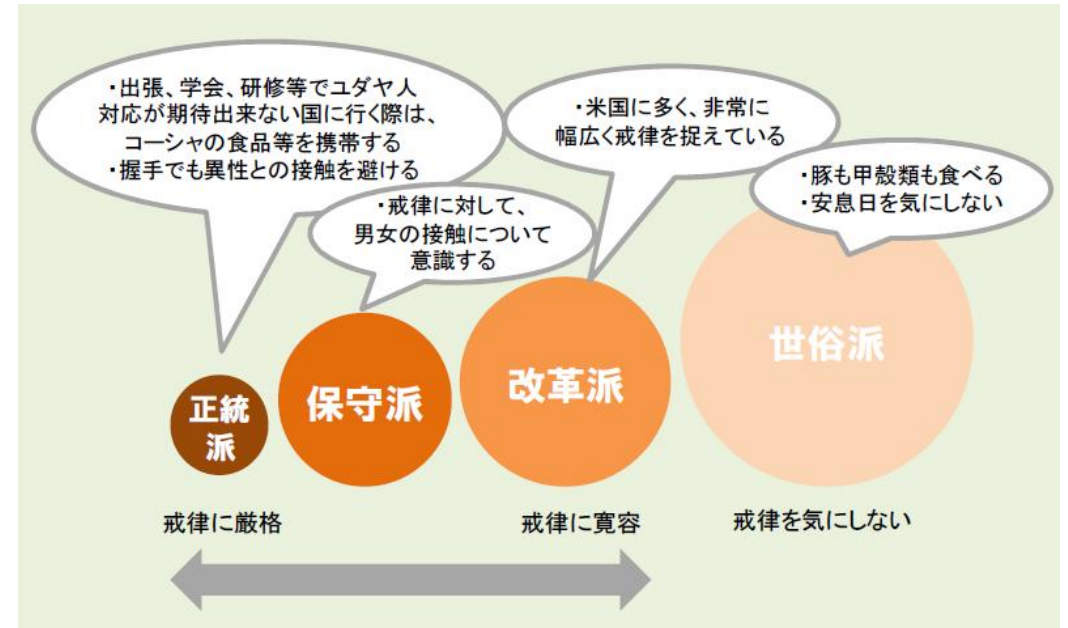 ・出張、学会、研修等でユダヤ人
対応が期待出来ない国に行く際は、
コーシャの食品等を携帯する
・握手でも異性との接触を避ける
・戒律に対して、
男女の接触について
意識する
・米国に多く、非常に
幅広く戒律を捉えている
・豚も甲殻類も食べる
・安息日を気にしない
正統
派
保守派
改革派
世俗派
戒律に厳格
戒律に寛容
戒律を気にしない